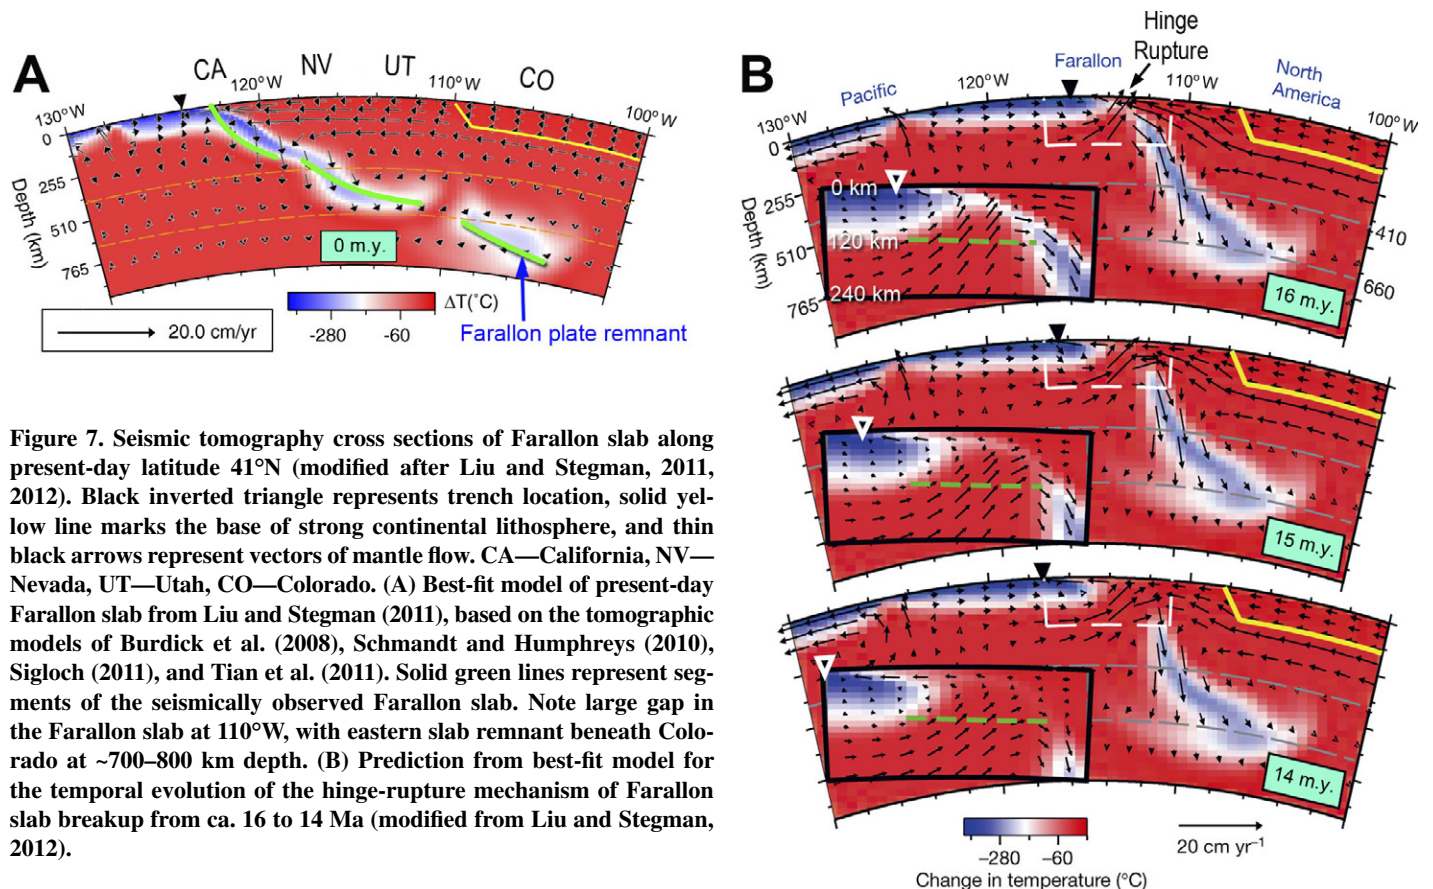 A
CA
NV
UT
CO
130°W
120°W
110°W
100°W
0
255
510
765
Depth (km)
0 m.y.
20.0 cm/yr
ΔT(°C)
-280
-60
Farallon plate remnant
Figure 7. Seismic tomography cross sections of Farallon slab along
present-day latitude 41°N (modified after Liu and Stegman, 2011,
2012). Black inverted triangle represents trench location, solid yel-
low line marks the base of strong continental lithosphere, and thin
black arrows represent vectors of mantle flow. CA—California, NV—
Nevada, UT—Utah, CO—Colorado. (A) Best-fit model of present-day
Farallon slab from Liu and Stegman (2011), based on the tomographic
models of Burdick et al. (2008), Schmandt and Humphreys (2010),
Sigloch (2011), and Tian et al. (2011). Solid green lines represent seg-
ments of the seismically observed Farallon slab. Note large gap in
the Farallon slab at 110°W, with eastern slab remnant beneath Colo-
rado at ~700–800 km depth. (B) Prediction from best-fit model for
the temporal evolution of the hinge-rupture mechanism of Farallon
slab breakup from ca. 16 to 14 Ma (modified from Liu and Stegman,
2012).
B
Hinge
Rupture
Pacific
Farallon
North
America
130°W
120°W
110°W
100°W
0
255
510
765
Depth (km)
0 km
120 km
240 km
410
660
16 m.y.
15 m.y.
14 m.y.
−280
−60
Change in temperature (°C)
20 cm yr⁻¹